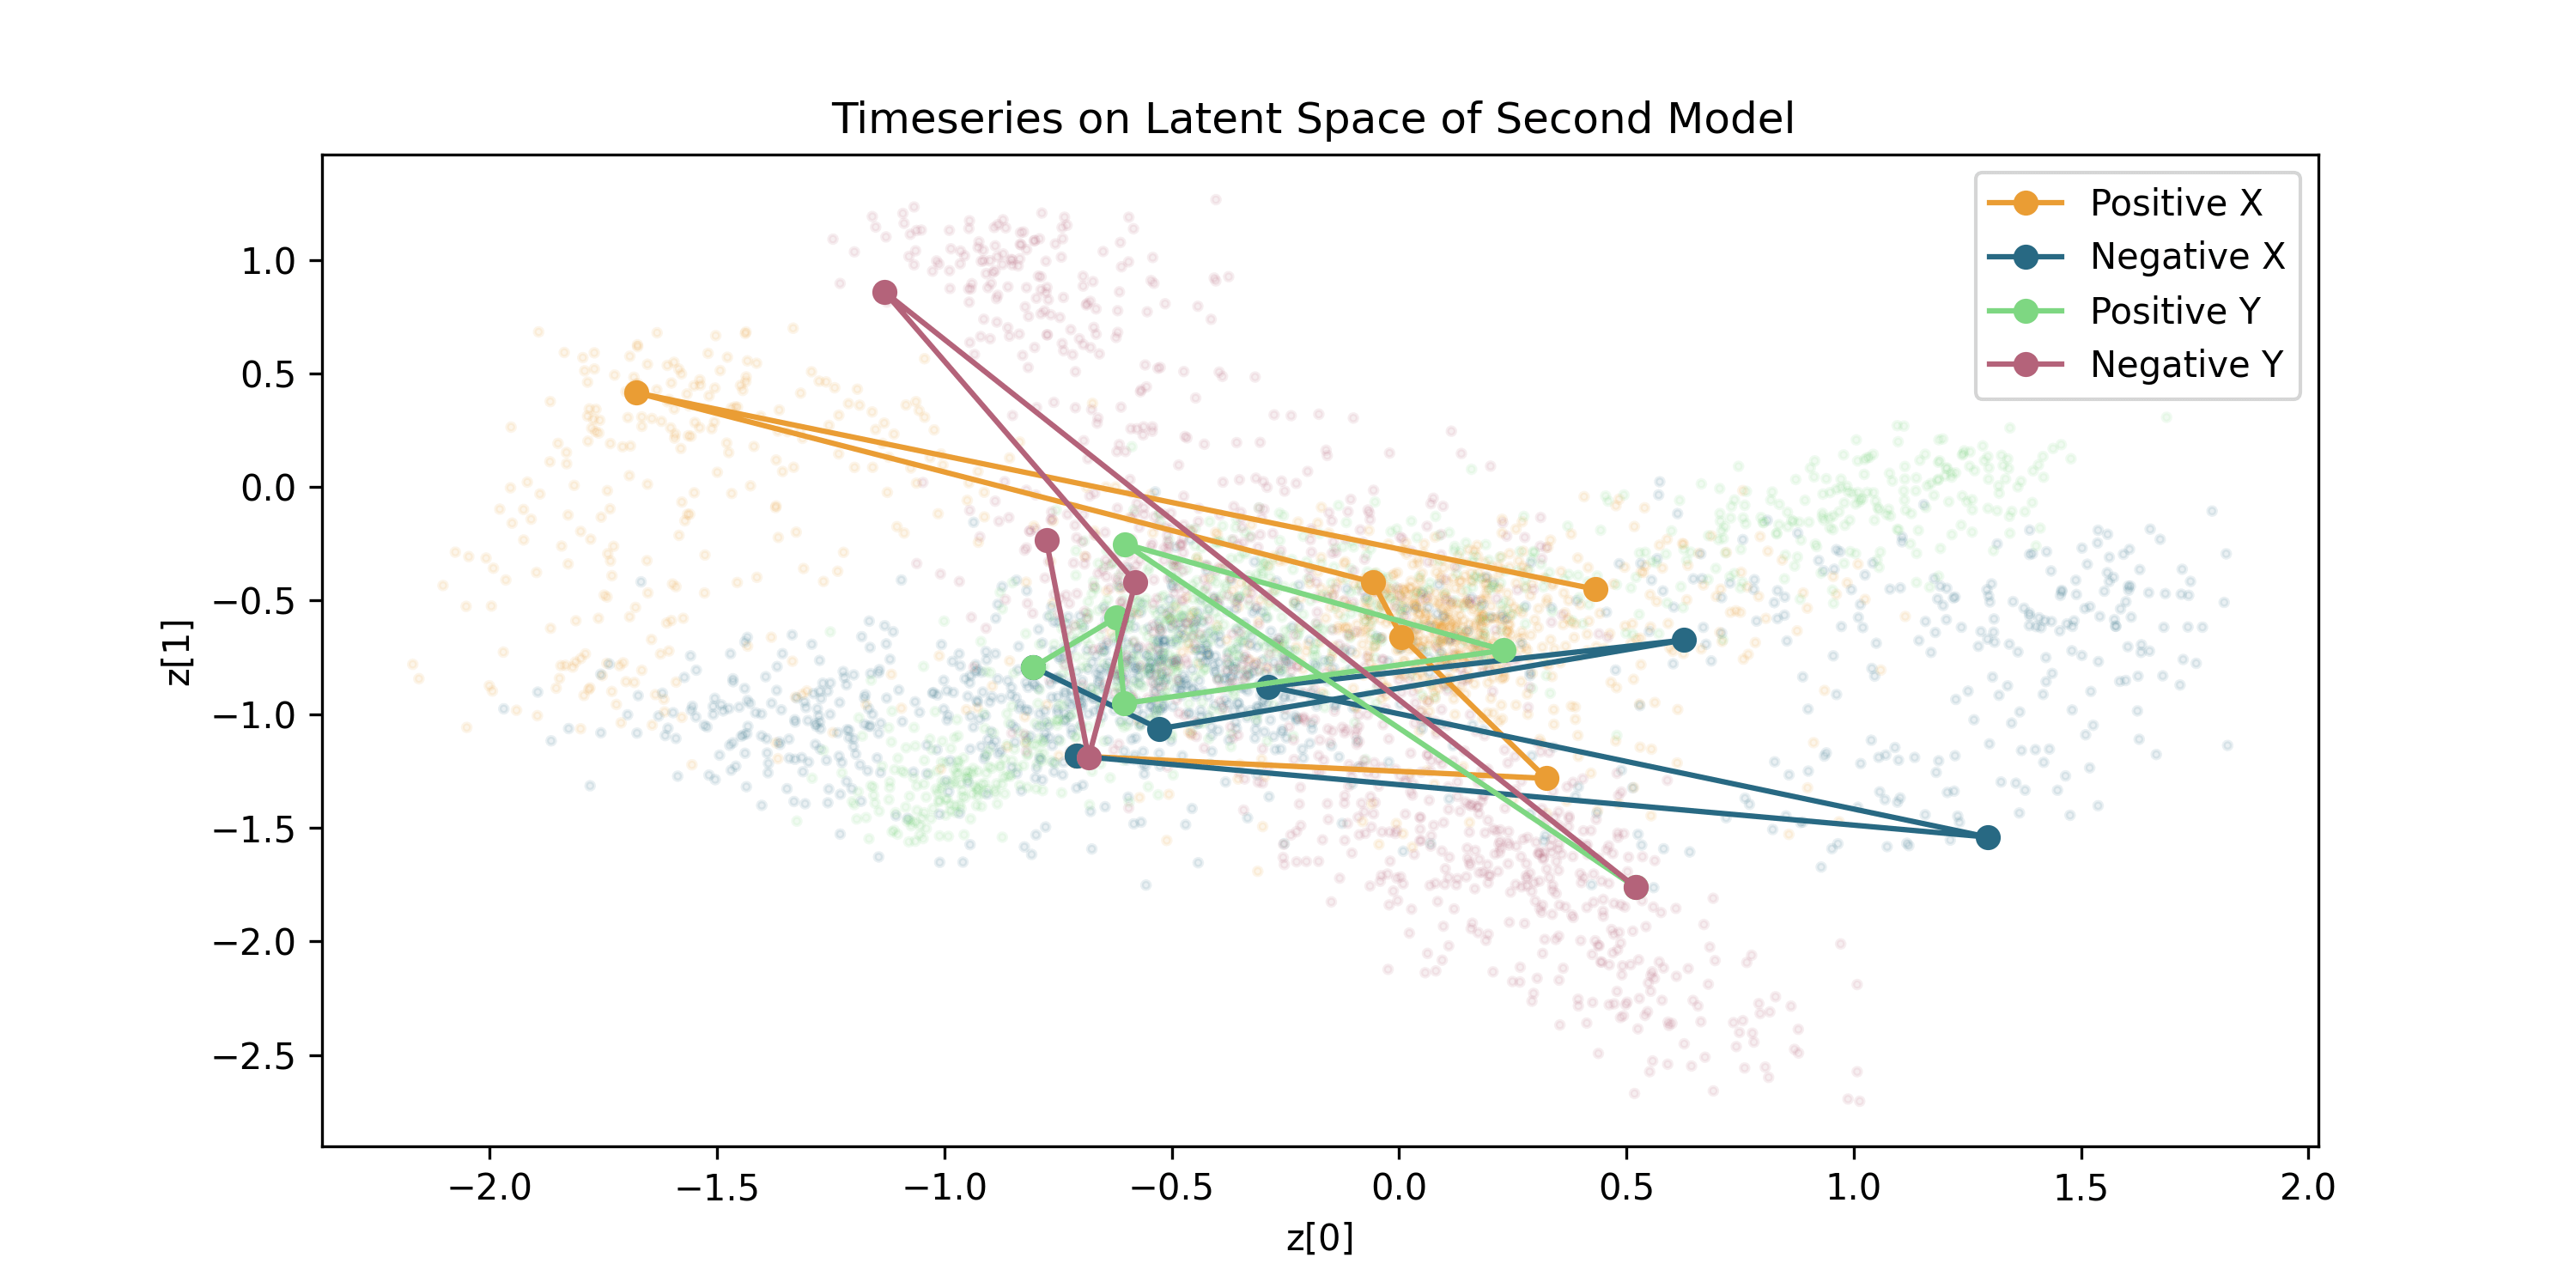 Timeseries on Latent Space of Second Model
Positive X
Negative X
Positive Y
Negative Y
1.0
0.5
0.0
−0.5
−1.0
−1.5
−2.0
−2.5
z[1]
−2.0 −1.5 −1.0 −0.5 0.0 0.5 1.0 1.5 2.0
z[0]